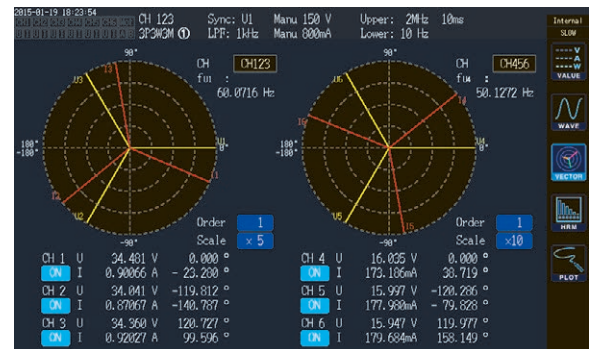 2015-01-19 18:23:54
CH 123 Sync: U1 Manu 150 V Upper: 2MHz 10ms
3P3W3M ① LPF: 1kHz Manu 800mA Lower: 10 Hz
Internal
SLOW
VALUE
WAVE
VECTOR
HRM
PLOT
90°
CH CH123
fU1 :
60.0716 Hz
U3
I3
U1
0°
180°
-180°
I1
I2
U2
-90°
Order 1
Scale × 5
90°
CH CH456
fU4 :
50.1272 Hz
U6
I4
I6
U4
0°
180°
-180°
U5
I5
-90°
Order 1
Scale ×10
CH 1 U 34.481 V 0.000 °
ON I 0.90066 A - 23.280 °
CH 2 U 34.041 V -119.812 °
ON I 0.87067 A -140.787 °
CH 3 U 34.360 V 120.727 °
ON I 0.92027 A 99.596 °
CH 4 U 16.035 V 0.000 °
ON I 173.186mA 38.719 °
CH 5 U 15.997 V -120.286 °
ON I 177.980mA - 79.828 °
CH 6 U 15.947 V 119.977 °
ON I 179.684mA 158.149 °